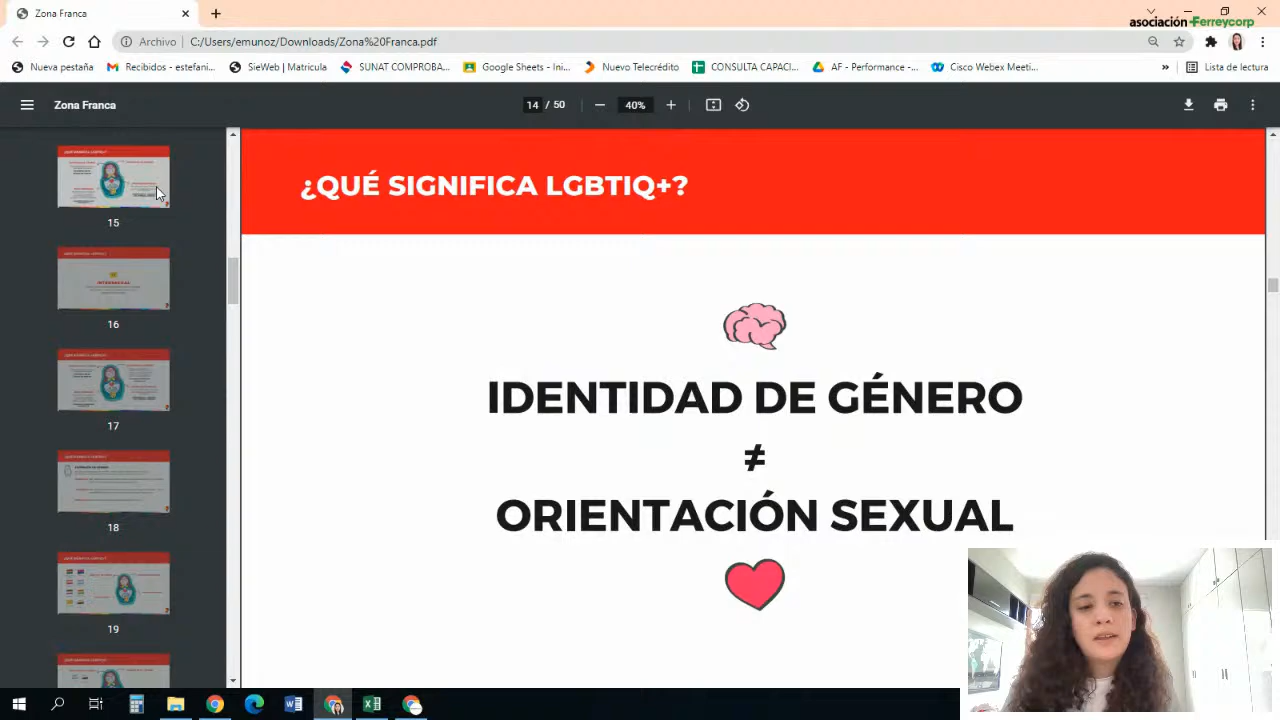 Zona Franca
asociación Ferreycorp
Archivo
C:/Users/emunoz/Downloads/Zona%20Franca.pdf
Nueva pestaña
Recibidos - estefani...
SieWeb | Matricula
SUNAT COMPROBA...
Google Sheets - Ini...
Nuevo Telecrédito
CONSULTA CAPACI...
AF - Performance -...
Cisco Webex Meeti...
»
Lista de lectura
Zona Franca
14 / 50
40%
15
16
17
18
19
¿QUÉ SIGNIFICA LGBTIQ+?
IDENTIDAD DE GÉNERO
≠
ORIENTACIÓN SEXUAL